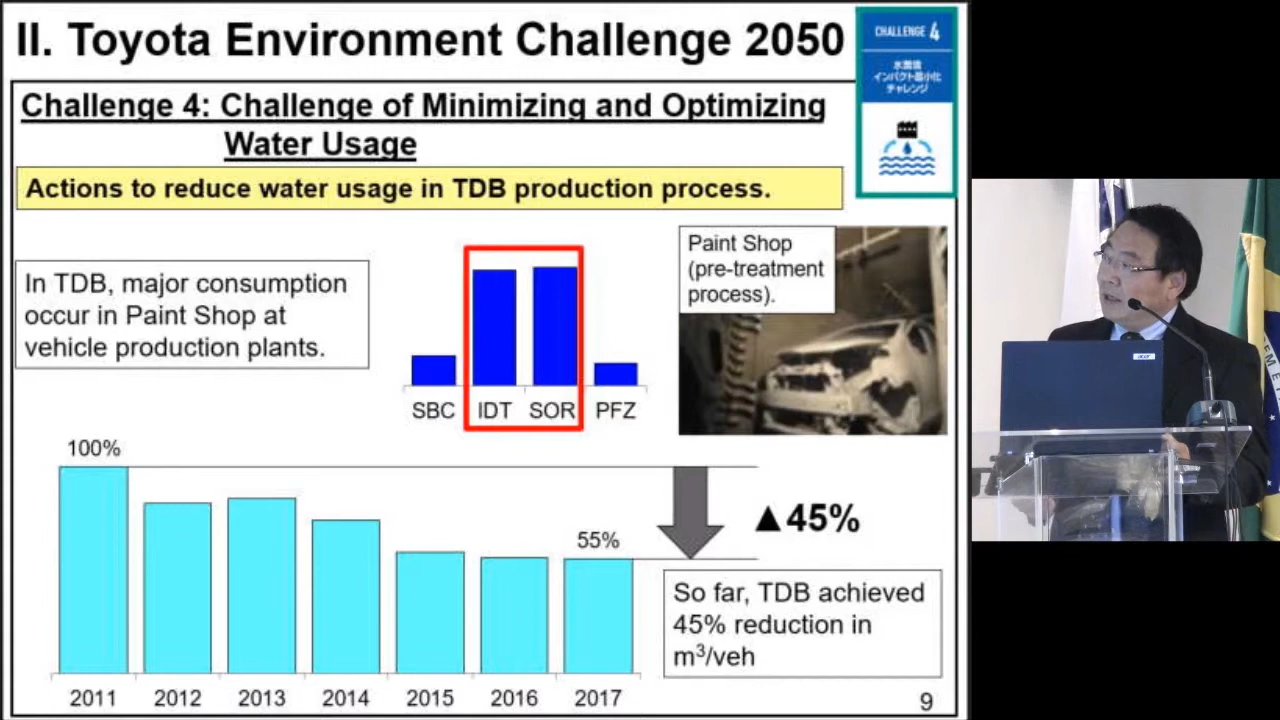 II. Toyota Environment Challenge 2050
CHALLENGE 4
水環境
インパクト最小化
チャレンジ
Challenge 4: Challenge of Minimizing and Optimizing
Water Usage
Actions to reduce water usage in TDB production process.
In TDB, major consumption
occur in Paint Shop at
vehicle production plants.
SBC IDT SOR PFZ
Paint Shop
(pre-treatment
process).
100%
55%
▲45%
So far, TDB achieved
45% reduction in
m³/veh
2011 2012 2013 2014 2015 2016 2017
9
acer